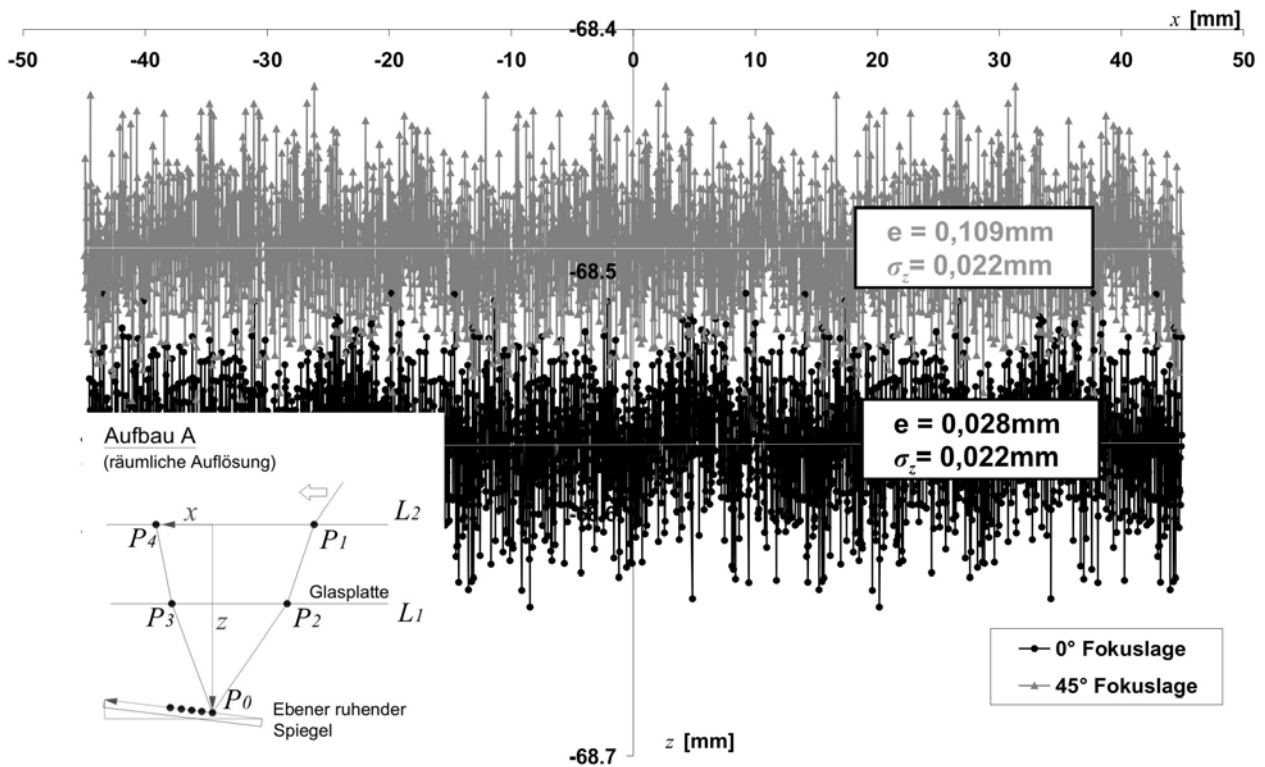 x [mm]
-68.4
-50 -40 -30 -20 -10 0 10 20 30 40 50
e = 0,109mm
σz = 0,022mm
-68.5
e = 0,028mm
σz = 0,022mm
Aufbau A
(räumliche Auflösung)
x
L2
P4
P1
Glasplatte
P3
z
P2
L1
P0
Ebener ruhender
Spiegel
0° Fokuslage
45° Fokuslage
z [mm]
-68.7